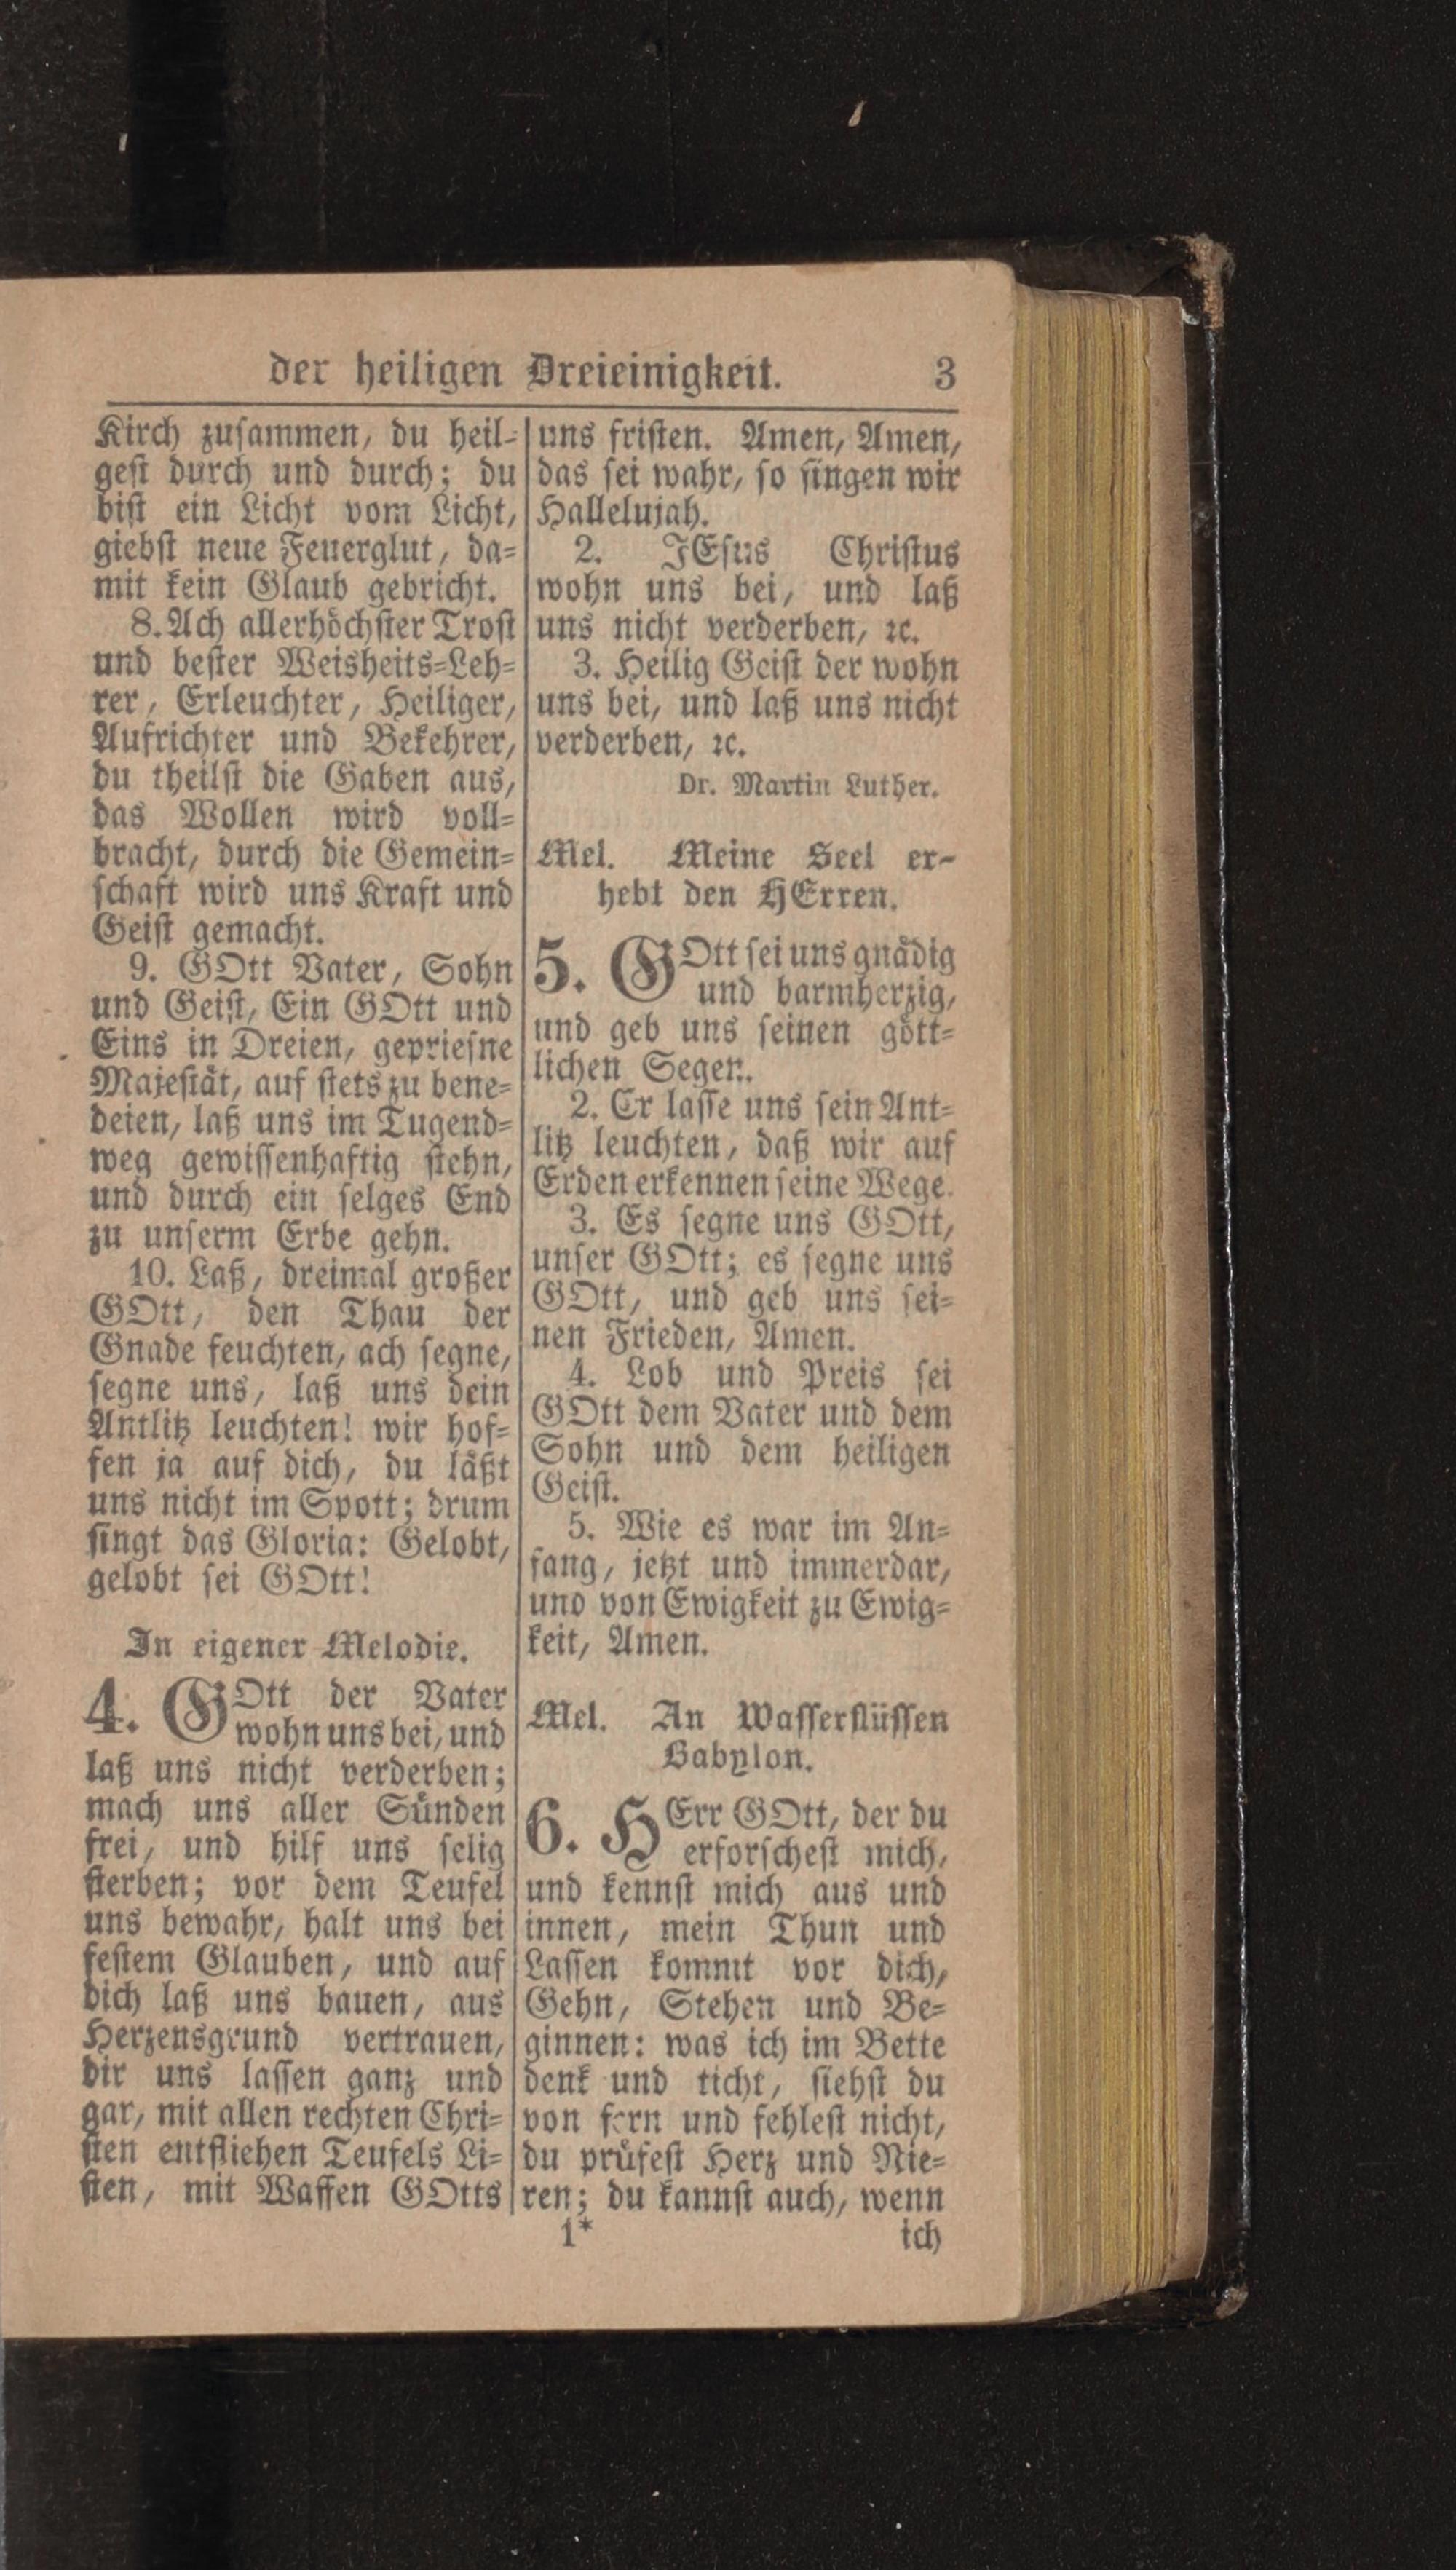 der heiligen Dreieinigkeit. 3
Kirch zusammen, du heil-
gest durch und durch; du
bist ein Licht vom Licht,
giebst neue Feuerglut, da-
mit kein Glaub gebricht.
8. Ach allerhöchster Trost
und bester Weisheits-Leh-
rer, Erleuchter, Heiliger,
Aufrichter und Bekehrer,
du theilst die Gaben aus,
das Wollen wird voll-
bracht, durch die Gemein-
schaft wird uns Kraft und
Geist gemacht.
9. GOtt Vater, Sohn
und Geist, Ein GOtt und
Eins in Dreien, gepriesne
Majestät, auf stets zu bene-
deien, laß uns im Tugend-
weg gewissenhaftig stehn,
und durch ein selges End
zu unserm Erbe gehn.
10. Laß, dreimal großer
GOtt, den Thau der
Gnade feuchten, ach segne,
segne uns, laß uns dein
Antlitz leuchten! wir hof-
fen ja auf dich, du läßt
uns nicht im Spott; drum
singt das Gloria: Gelobt,
gelobt sei GOtt!
In eigener Melodie.
4. GOtt der Vater
wohn uns bei, und
laß uns nicht verderben;
mach uns aller Sünden
frei, und hilf uns selig
sterben; vor dem Teufel
uns bewahr, halt uns bei
festem Glauben, und auf
dich laß uns bauen, aus
Herzensgrund vertrauen,
dir uns lassen ganz und
gar, mit allen rechten Chri-
sten entfliehen Teufels Li-
sten, mit Waffen GOtts
uns fristen. Amen, Amen,
das sei wahr, so singen wir
Hallelujah.
2. JEsus Christus
wohn uns bei, und laß
uns nicht verderben, ꝛc.
3. Heilig Geist der wohn
uns bei, und laß uns nicht
verderben, ꝛc.
Dr. Martin Luther.
Mel. Meine Seel er-
hebt den HErren.
5. GOtt sei uns gnädig
und barmherzig,
und geb uns seinen gött-
lichen Segen.
2. Er lasse uns sein Ant-
litz leuchten, daß wir auf
Erden erkennen seine Wege.
3. Es segne uns GOtt,
unser GOtt; es segne uns
GOtt, und geb uns sei-
nen Frieden, Amen.
4. Lob und Preis sei
GOtt dem Vater und dem
Sohn und dem heiligen
Geist.
5. Wie es war im An-
fang, jetzt und immerdar,
und von Ewigkeit zu Ewig-
keit, Amen.
Mel. An Wasserflüssen
Babylon.
6. HErr GOtt, der du
erforschest mich,
und kennst mich aus und
innen, mein Thun und
Lassen kommt vor dich,
Gehn, Stehen und Be-
ginnen: was ich im Bette
denk und ticht, siehst du
von fern und fehlest nicht,
du prüfest Herz und Nie-
ren; du kannst auch, wenn
1* ich